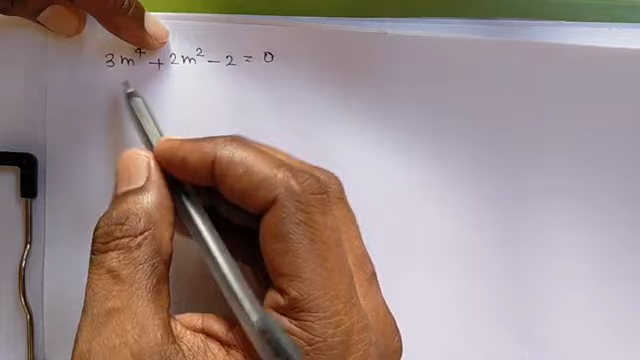 3m⁴ + 2m² - 2 = 0